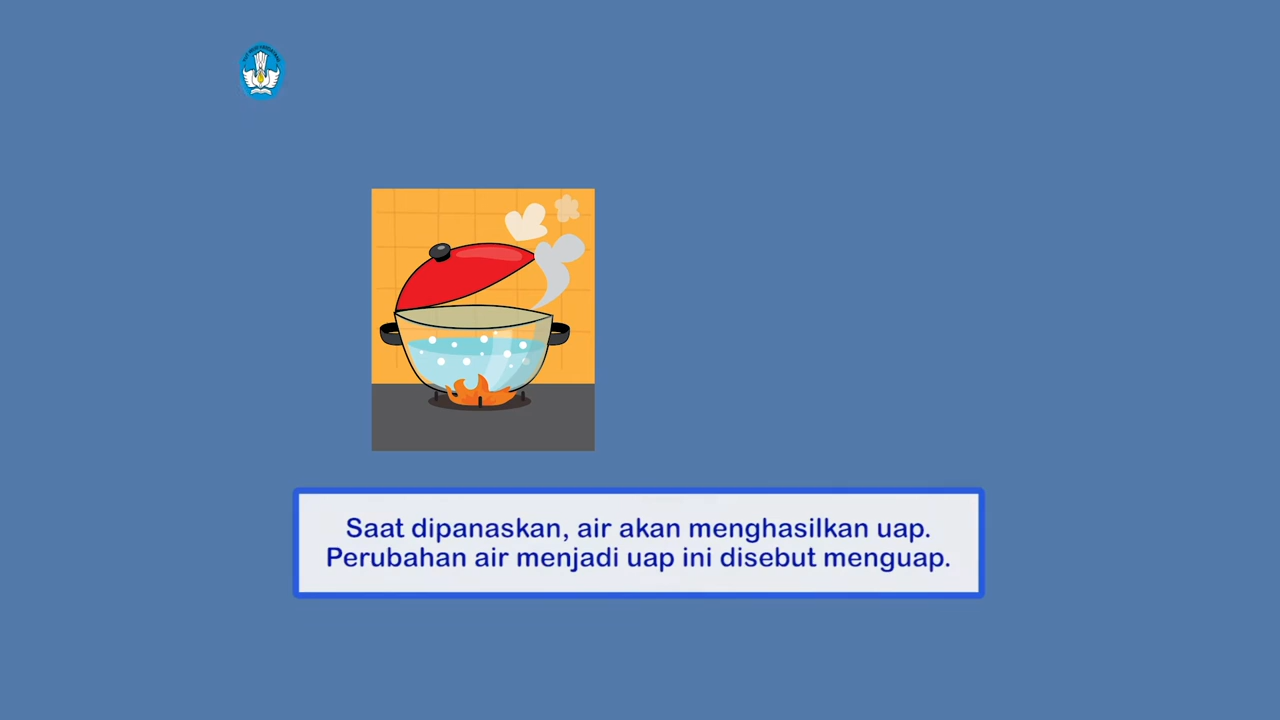 Saat dipanaskan, air akan menghasilkan uap.
Perubahan air menjadi uap ini disebut menguap.